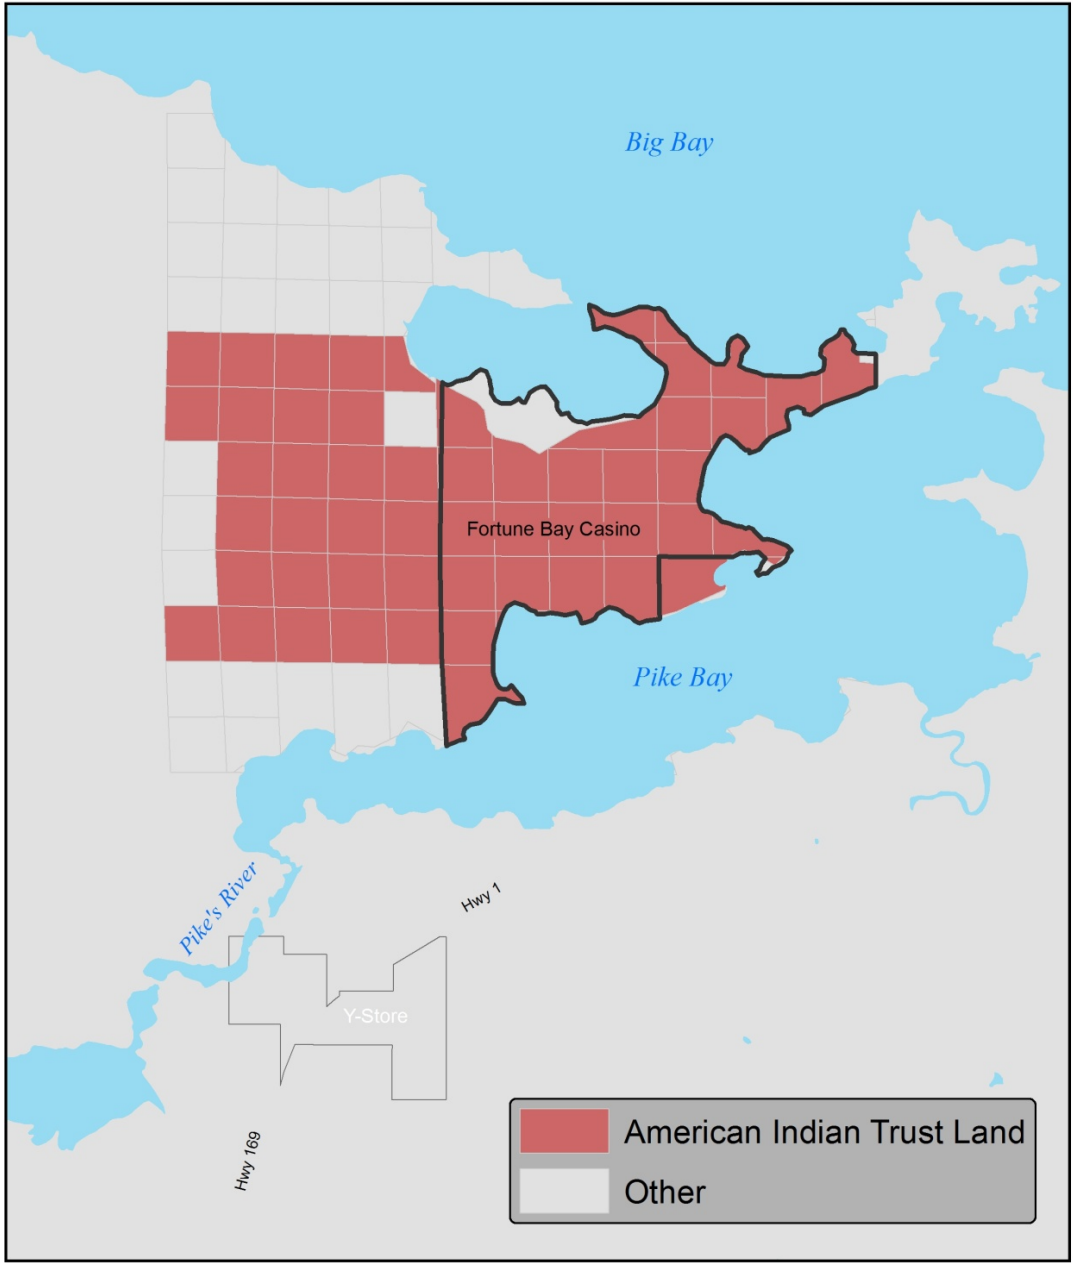 Big Bay
Fortune Bay Casino
Pike Bay
Pike's River
Hwy 1
Y-Store
Hwy 169
American Indian Trust Land
Other